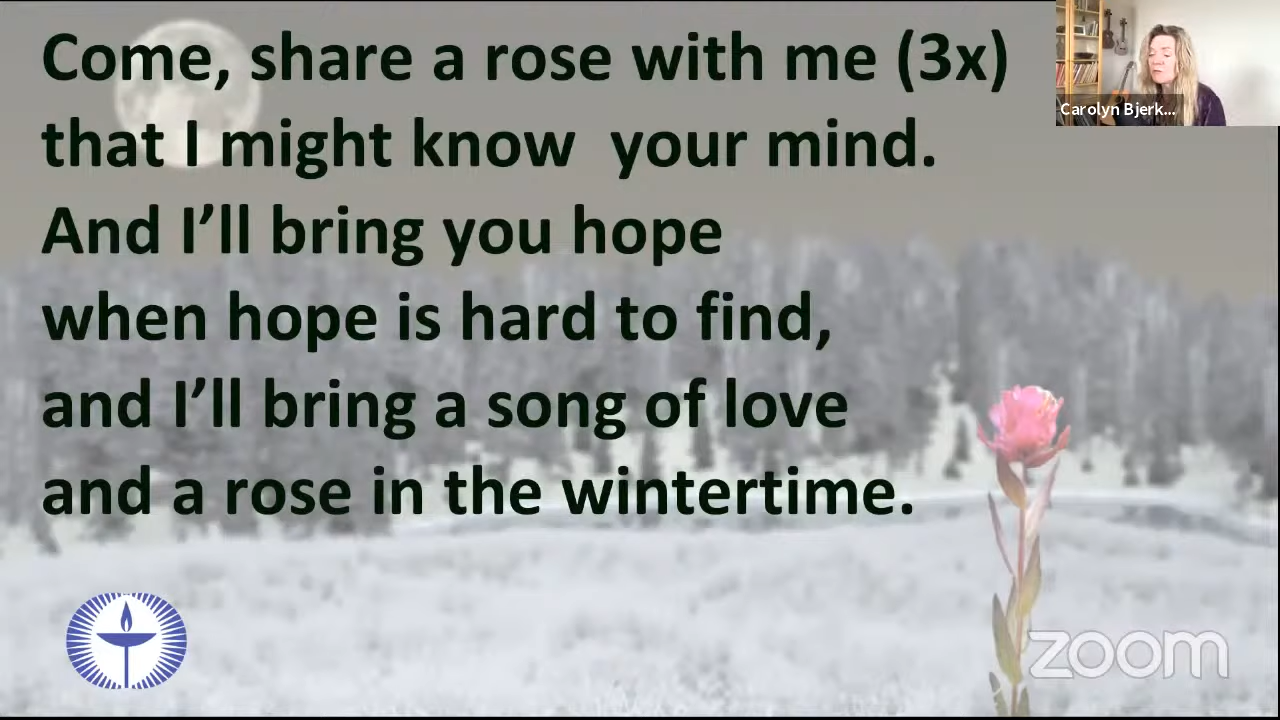 Come, share a rose with me (3x)
that I might know your mind.
And I’ll bring you hope
when hope is hard to find,
and I’ll bring a song of love
and a rose in the wintertime.
Carolyn Bjerk...
zoom